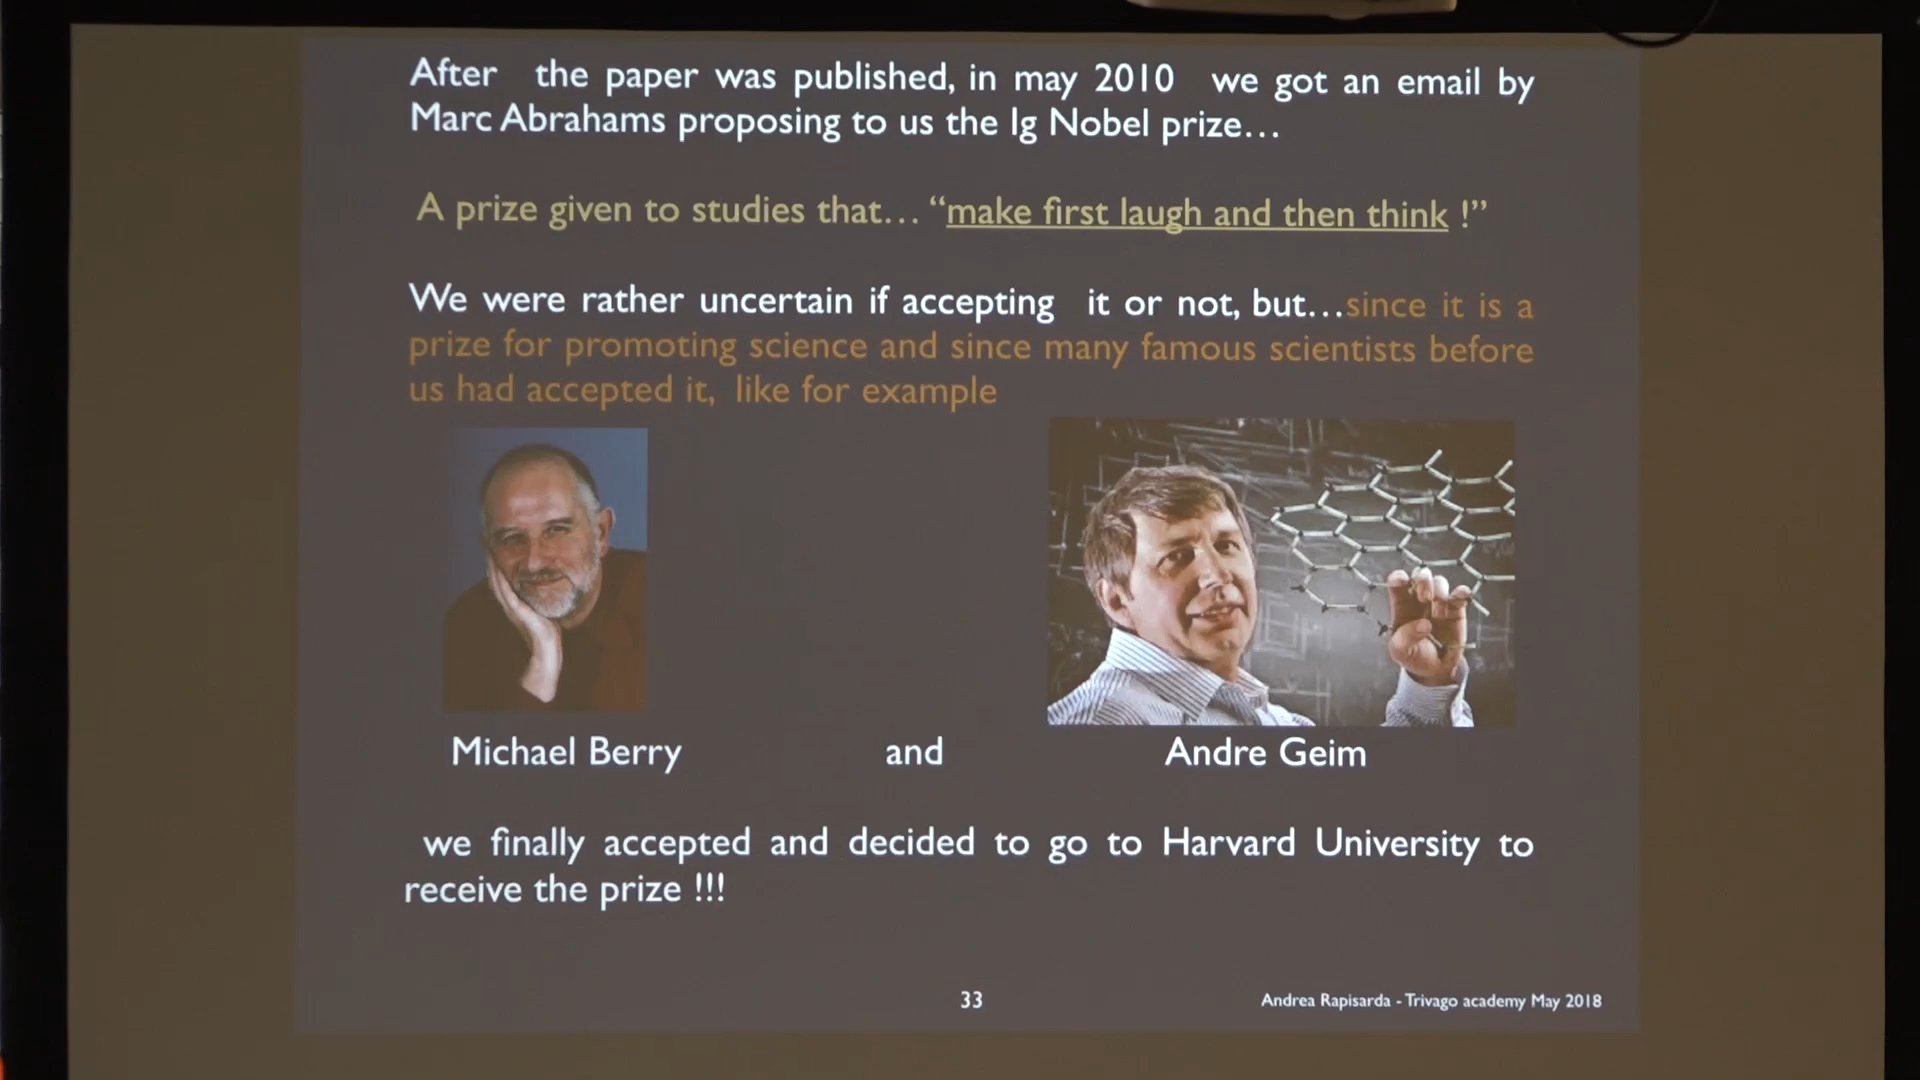 After the paper was published, in may 2010 we got an email by
Marc Abrahams proposing to us the Ig Nobel prize…
A prize given to studies that… “make first laugh and then think !”
We were rather uncertain if accepting it or not, but…since it is a
prize for promoting science and since many famous scientists before
us had accepted it, like for example
Michael Berry and Andre Geim
we finally accepted and decided to go to Harvard University to
receive the prize !!!
33 Andrea Rapisarda - Trivago academy May 2018